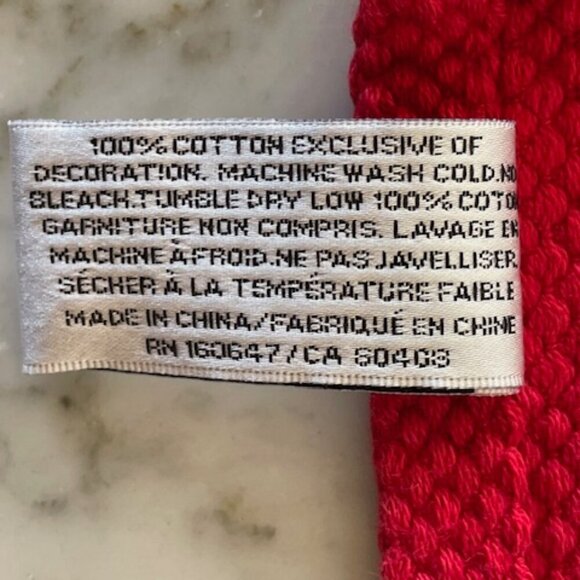 100% COTTON EXCLUSIVE OF
DECORATION. MACHINE WASH COLD.NO
BLEACH.TUMBLE DRY LOW 100% COTON
GARNITURE NON COMPRIS. LAVAGE EN
MACHINE À FROID.NE PAS JAVELLISER.
SÉCHER À LA TEMPÉRATURE FAIBLE
MADE IN CHINA/FABRIQUÉ EN CHINE
RN 160647/CA 80408